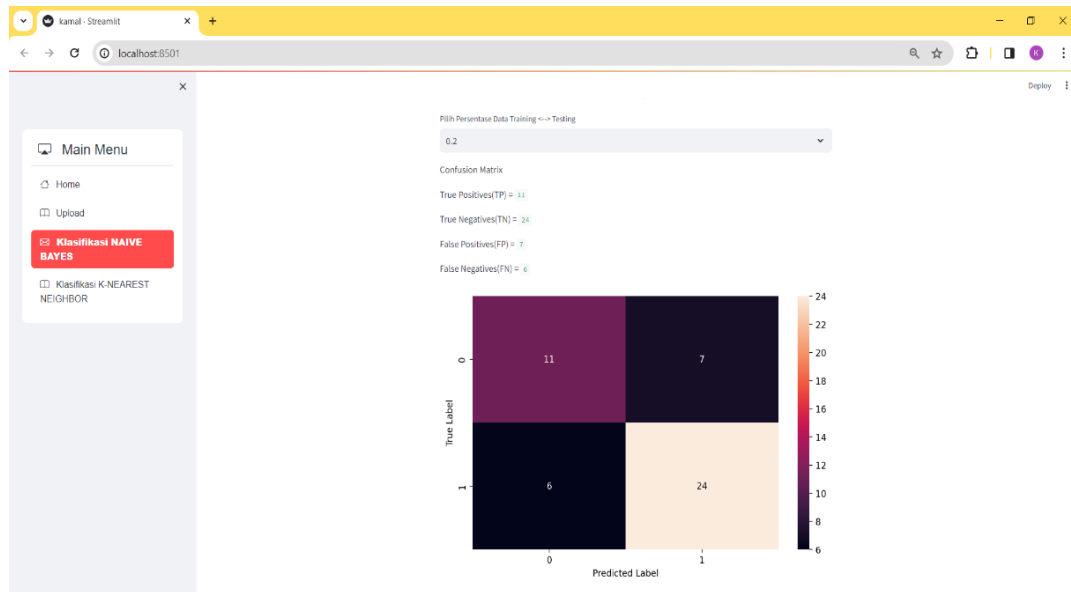 kamal · Streamlit
localhost:8501
K
Deploy
Main Menu
Home
Upload
Klasifikasi NAIVE
BAYES
Klasifikasi K-NEAREST
NEIGHBOR
Pilih Persentase Data Training <--> Testing
0.2
Confusion Matrix
True Positives(TP) = 11
True Negatives(TN) = 24
False Positives(FP) = 7
False Negatives(FN) = 6
11
7
6
24
0
1
True Label
0
1
Predicted Label
24
22
20
18
16
14
12
10
8
6